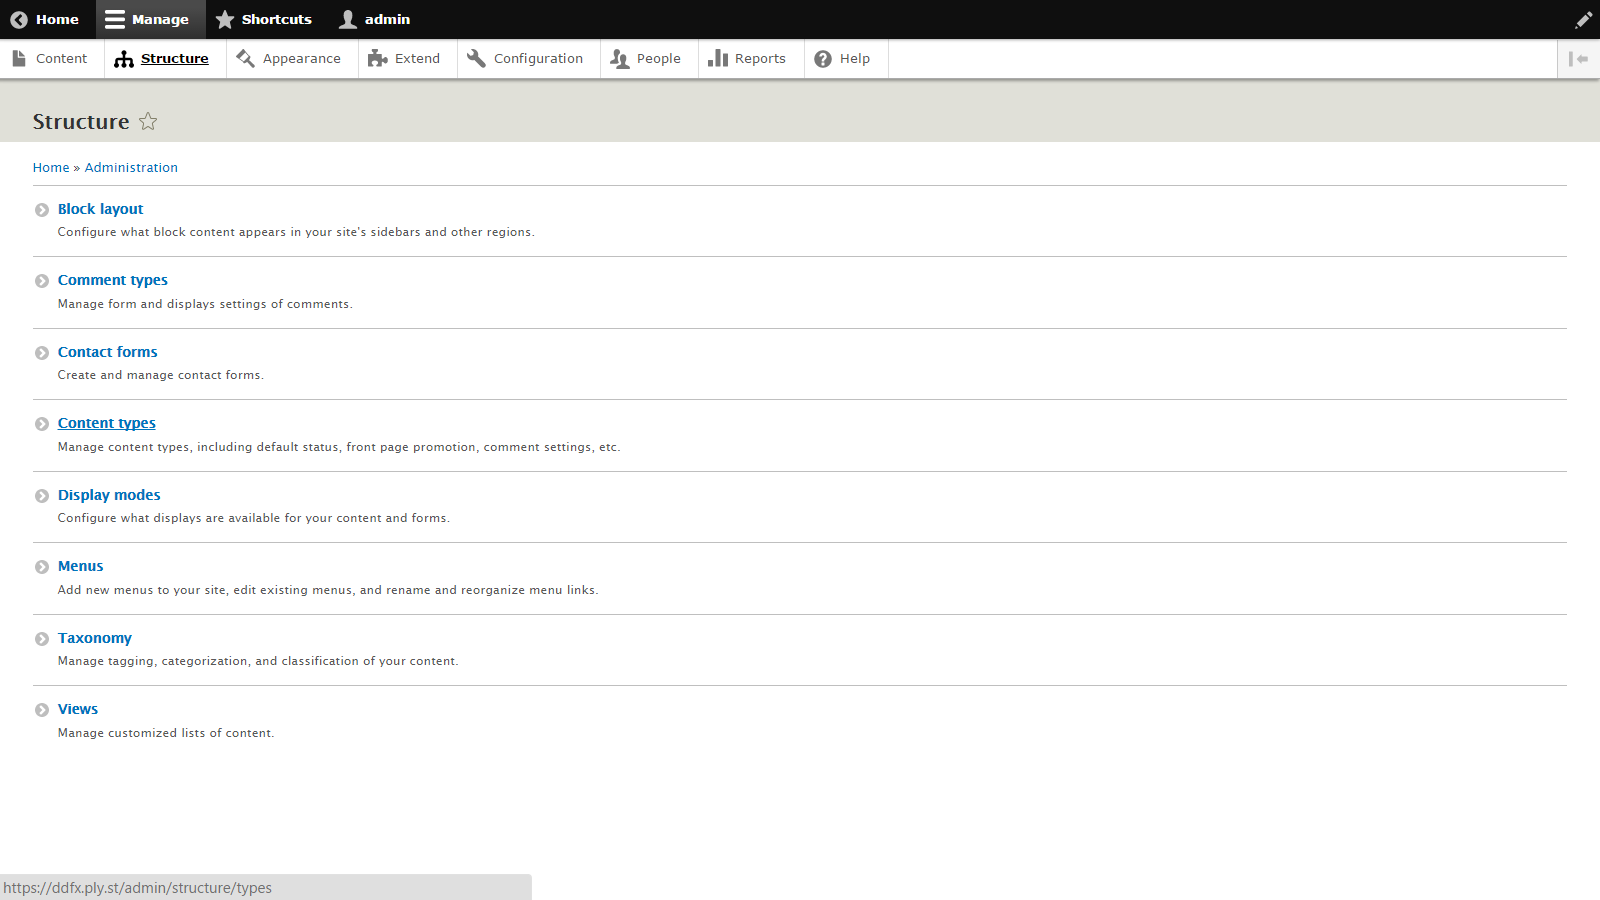 Home Manage Shortcuts admin
Content Structure Appearance Extend Configuration People Reports Help
Structure
Home » Administration
Block layout
Configure what block content appears in your site's sidebars and other regions.
Comment types
Manage form and displays settings of comments.
Contact forms
Create and manage contact forms.
Content types
Manage content types, including default status, front page promotion, comment settings, etc.
Display modes
Configure what displays are available for your content and forms.
Menus
Add new menus to your site, edit existing menus, and rename and reorganize menu links.
Taxonomy
Manage tagging, categorization, and classification of your content.
Views
Manage customized lists of content.
https://ddfx.ply.st/admin/structure/types